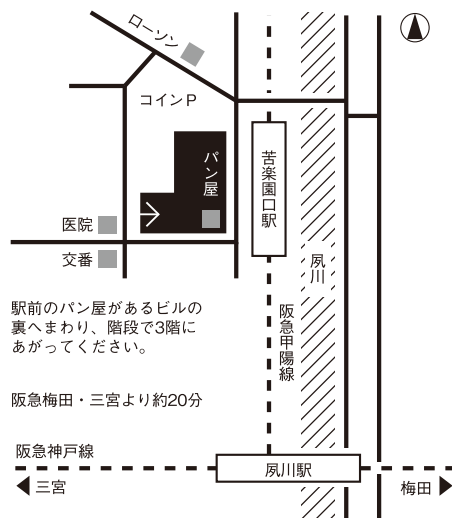 ローソン
コインP
パン屋
苦楽園口駅
医院
交番
夙川
駅前のパン屋があるビルの
裏へまわり、階段で3階に
あがってください。
阪急甲陽線
阪急梅田・三宮より約20分
阪急神戸線
夙川駅
三宮
梅田